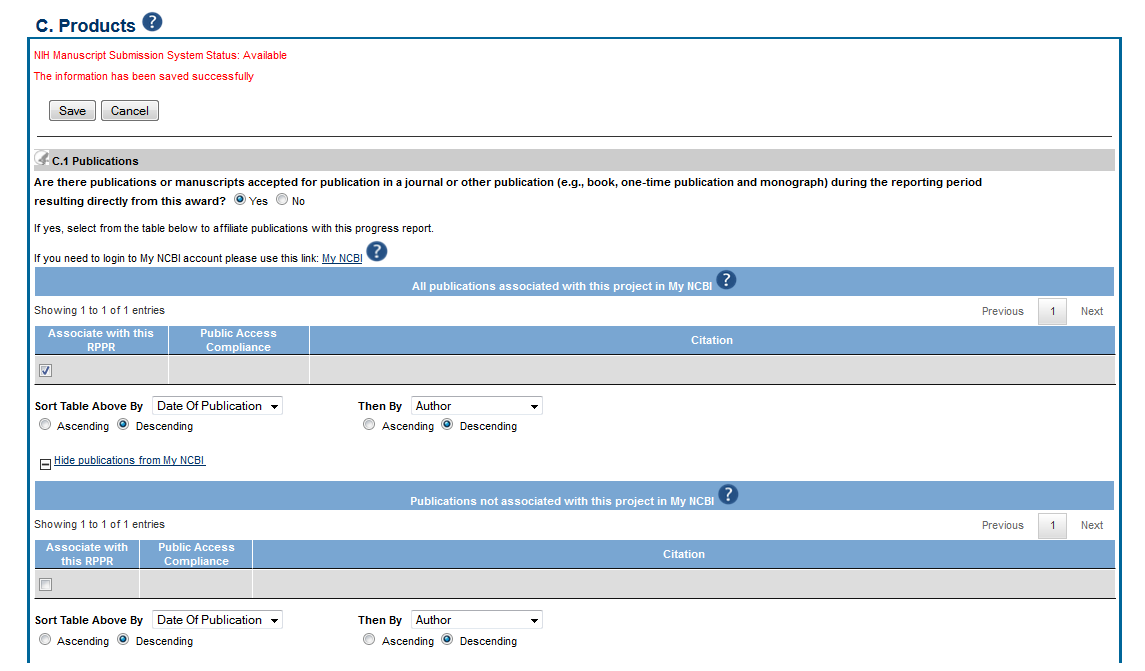 C. Products ?
NIH Manuscript Submission System Status: Available
The information has been saved successfully
Save Cancel
C.1 Publications
Are there publications or manuscripts accepted for publication in a journal or other publication (e.g., book, one-time publication and monograph) during the reporting period
resulting directly from this award? Yes No
If yes, select from the table below to affiliate publications with this progress report.
If you need to login to My NCBI account please use this link: My NCBI ?
All publications associated with this project in My NCBI ?
Showing 1 to 1 of 1 entries Previous 1 Next
Associate with this Public Access Citation
RPPR Compliance
Sort Table Above By Date Of Publication Then By Author
Ascending Descending Ascending Descending
Hide publications from My NCBI
Publications not associated with this project in My NCBI ?
Showing 1 to 1 of 1 entries Previous 1 Next
Associate with Public Access Citation
this RPPR Compliance
Sort Table Above By Date Of Publication Then By Author
Ascending Descending Ascending Descending